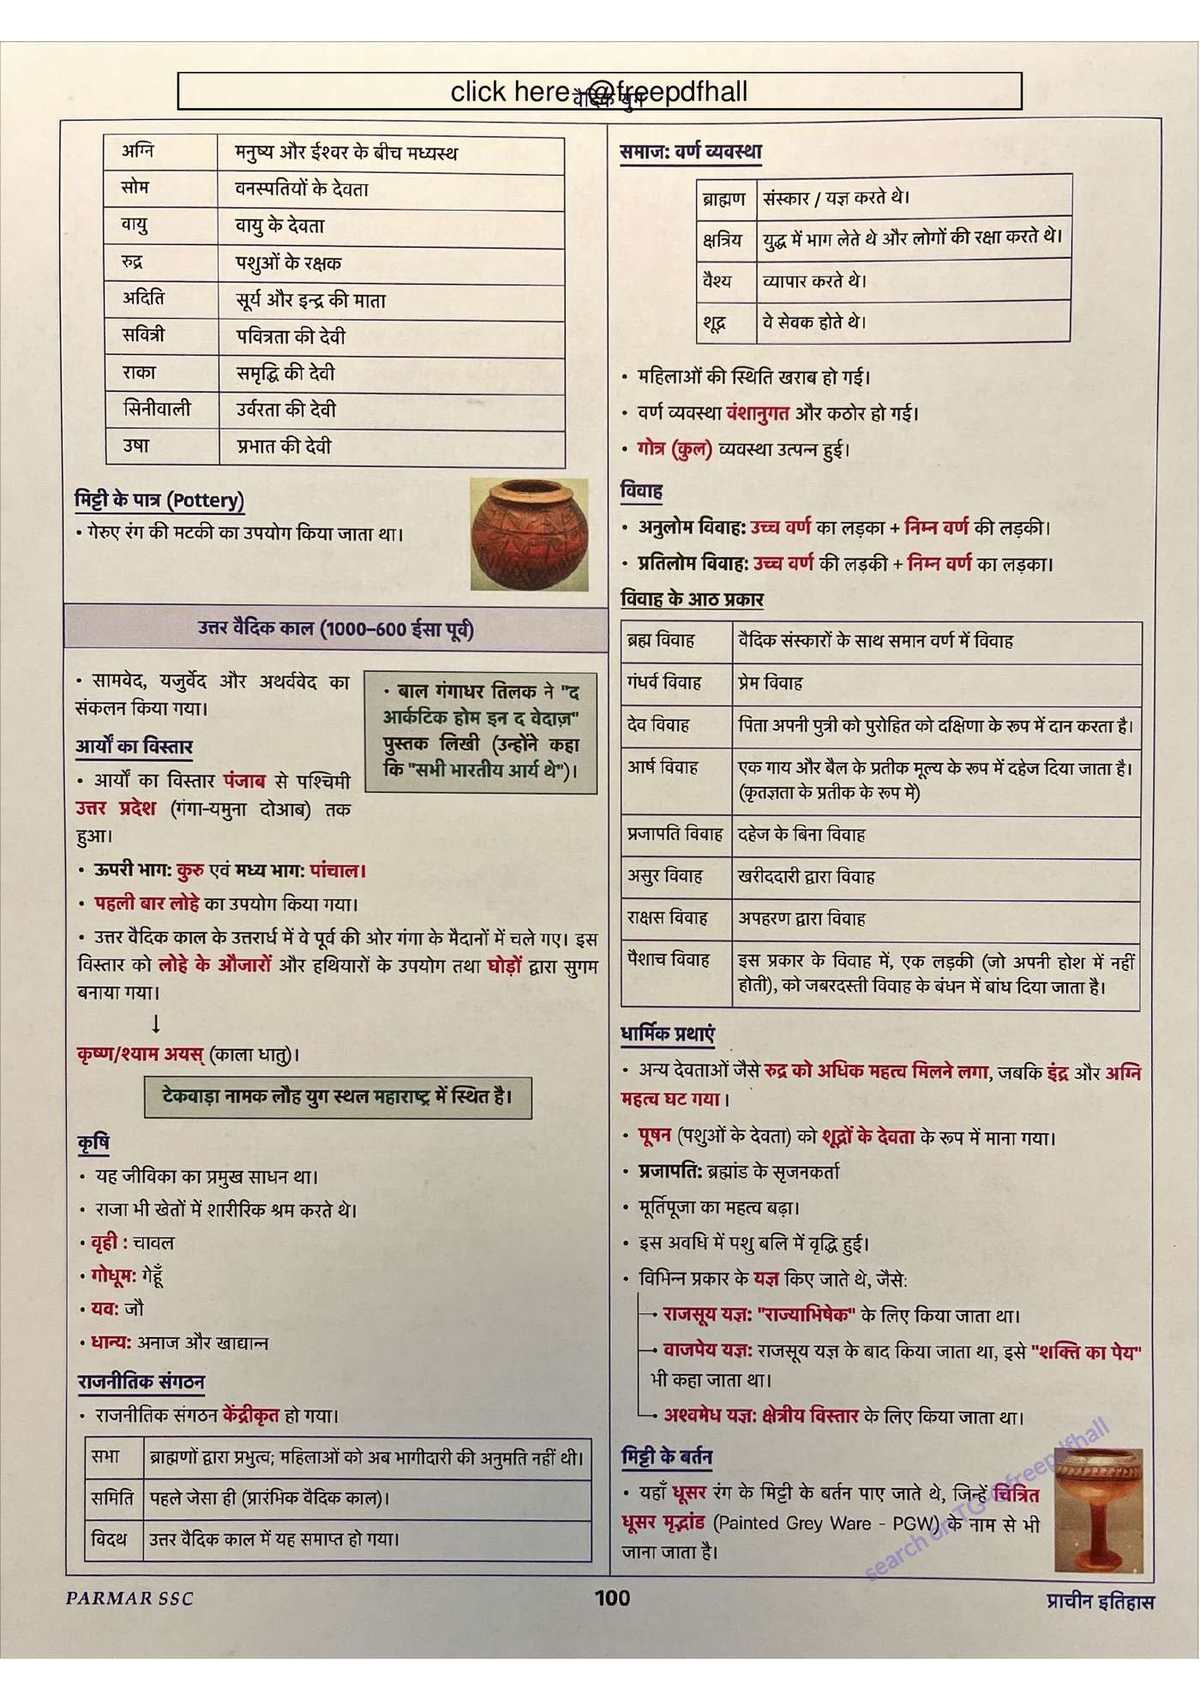 click here - @freepdfhall
वैदिक युग
अग्नि मनुष्य और ईश्वर के बीच मध्यस्थ
सोम वनस्पतियों के देवता
वायु वायु के देवता
रुद्र पशुओं के रक्षक
अदिति सूर्य और इन्द्र की माता
सवित्री पवित्रता की देवी
राका समृद्धि की देवी
सिनीवाली उर्वरता की देवी
उषा प्रभात की देवी
मिट्टी के पात्र (Pottery)
• गेरुए रंग की मटकी का उपयोग किया जाता था।
उत्तर वैदिक काल (1000–600 ईसा पूर्व)
• सामवेद, यजुर्वेद और अथर्ववेद का
संकलन किया गया।
• बाल गंगाधर तिलक ने "द
आर्कटिक होम इन द वेदाज़"
पुस्तक लिखी (उन्होंने कहा
कि "सभी भारतीय आर्य थे")।
आर्यों का विस्तार
• आर्यों का विस्तार पंजाब से पश्चिमी
उत्तर प्रदेश (गंगा-यमुना दोआब) तक
हुआ।
• ऊपरी भाग: कुरु एवं मध्य भाग: पांचाल।
• पहली बार लोहे का उपयोग किया गया।
• उत्तर वैदिक काल के उत्तरार्ध में वे पूर्व की ओर गंगा के मैदानों में चले गए। इस
विस्तार को लोहे के औजारों और हथियारों के उपयोग तथा घोड़ों द्वारा सुगम
बनाया गया।
↓
कृष्ण/श्याम अयस् (काला धातु)।
टेकवाड़ा नामक लौह युग स्थल महाराष्ट्र में स्थित है।
कृषि
• यह जीविका का प्रमुख साधन था।
• राजा भी खेतों में शारीरिक श्रम करते थे।
• वृही : चावल
• गोधूम: गेहूँ
• यव: जौ
• धान्य: अनाज और खाद्यान्न
राजनीतिक संगठन
• राजनीतिक संगठन केंद्रीकृत हो गया।
सभा ब्राह्मणों द्वारा प्रभुत्व; महिलाओं को अब भागीदारी की अनुमति नहीं थी।
समिति पहले जेसा ही (प्रारंभिक वैदिक काल)।
विदथ उत्तर वैदिक काल में यह समाप्त हो गया।
समाज: वर्ण व्यवस्था
ब्राह्मण संस्कार / यज्ञ करते थे।
क्षत्रिय युद्ध में भाग लेते थे और लोगों की रक्षा करते थे।
वैश्य व्यापार करते थे।
शूद्र वे सेवक होते थे।
• महिलाओं की स्थिति खराब हो गई।
• वर्ण व्यवस्था वंशानुगत और कठोर हो गई।
• गोत्र (कुल) व्यवस्था उत्पन्न हुई।
विवाह
• अनुलोम विवाह: उच्च वर्ण का लड़का + निम्न वर्ण की लड़की।
• प्रतिलोम विवाह: उच्च वर्ण की लड़की + निम्न वर्ण का लड़का।
विवाह के आठ प्रकार
ब्रह्म विवाह वैदिक संस्कारों के साथ समान वर्ण में विवाह
गंधर्व विवाह प्रेम विवाह
देव विवाह पिता अपनी पुत्री को पुरोहित को दक्षिणा के रूप में दान करता है।
आर्ष विवाह एक गाय और बैल के प्रतीक मूल्य के रूप में दहेज दिया जाता है।
(कृतज्ञता के प्रतीक के रूप में)
प्रजापति विवाह दहेज के बिना विवाह
असुर विवाह खरीददारी द्वारा विवाह
राक्षस विवाह अपहरण द्वारा विवाह
पैशाच विवाह इस प्रकार के विवाह में, एक लड़की (जो अपनी होश में नहीं
होती), को जबरदस्ती विवाह के बंधन में बांध दिया जाता है।
धार्मिक प्रथाएं
• अन्य देवताओं जैसे रुद्र को अधिक महत्व मिलने लगा, जबकि इंद्र और अग्नि
महत्व घट गया ।
• पूषन (पशुओं के देवता) को शूद्रों के देवता के रूप में माना गया।
• प्रजापति: ब्रह्मांड के सृजनकर्ता
• मूर्तिपूजा का महत्व बढ़ा।
• इस अवधि में पशु बलि में वृद्धि हुई।
• विभिन्न प्रकार के यज्ञ किए जाते थे, जैसे:
राजसूय यज्ञ: "राज्याभिषेक" के लिए किया जाता था।
वाजपेय यज्ञ: राजसूय यज्ञ के बाद किया जाता था, इसे "शक्ति का पेय"
भी कहा जाता था।
अश्वमेध यज्ञ: क्षेत्रीय विस्तार के लिए किया जाता था।
मिट्टी के बर्तन
• यहाँ धूसर रंग के मिट्टी के बर्तन पाए जाते थे, जिन्हें चित्रित
धूसर मृद्भांड (Painted Grey Ware - PGW) के नाम से भी
जाना जाता है।
search on TG-@freepdfhall
PARMAR SSC
100
प्राचीन इतिहास